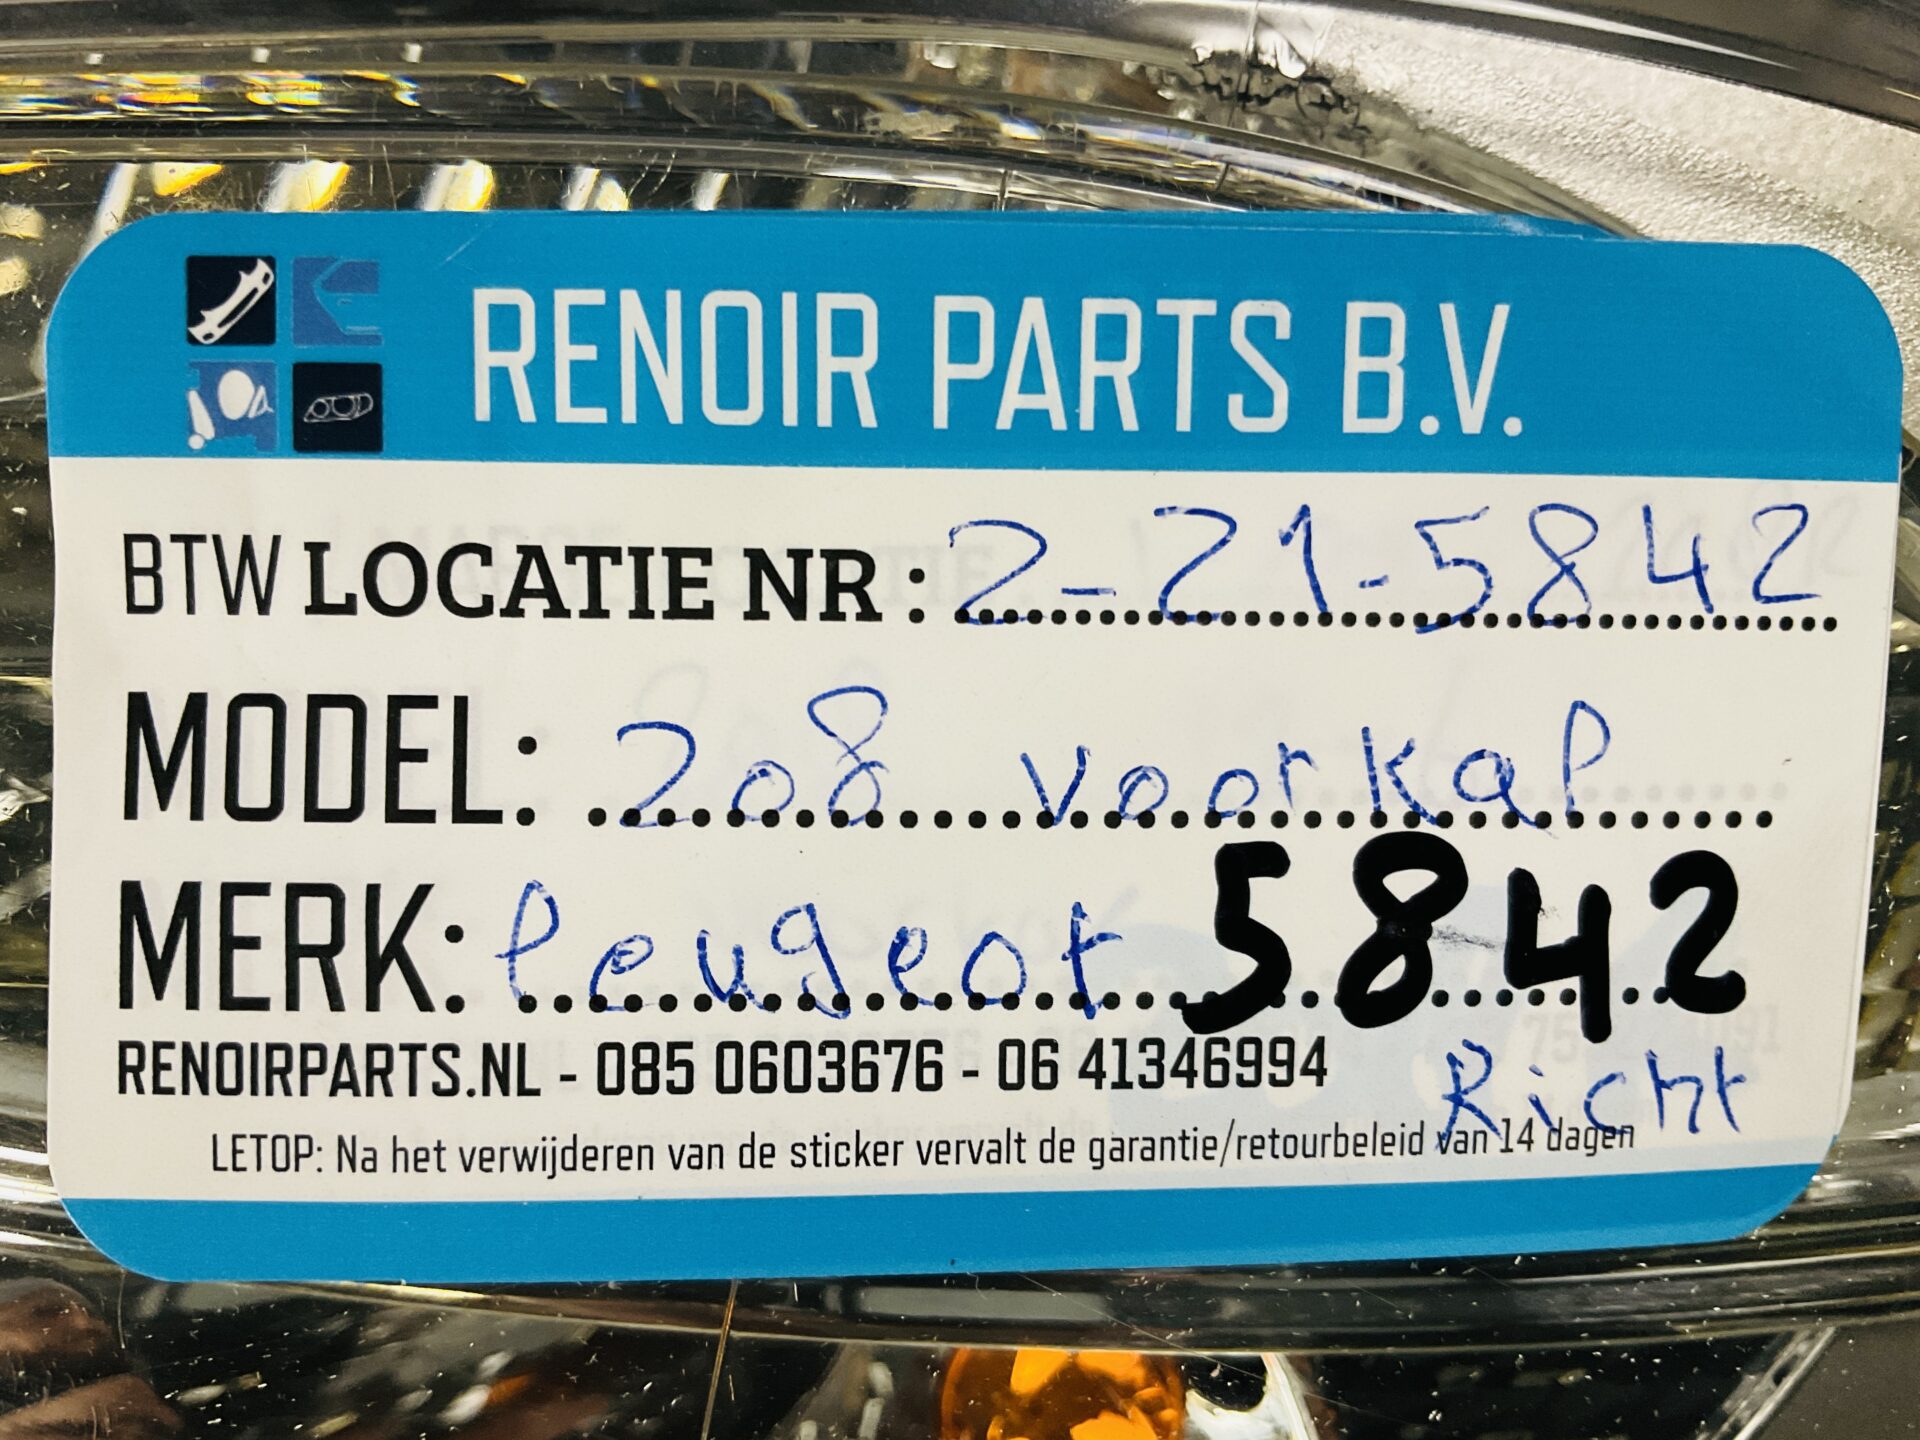 RENOIR PARTS B.V.
BTW LOCATIE NR: 2-21-5842
MODEL: 208 voorkap
MERK: Peugeot 5842
RENOIRPARTS.NL - 085 0603676 - 06 41346994
Richt
LETOP: Na het verwijderen van de sticker vervalt de garantie/retourbeleid van 14 dagen